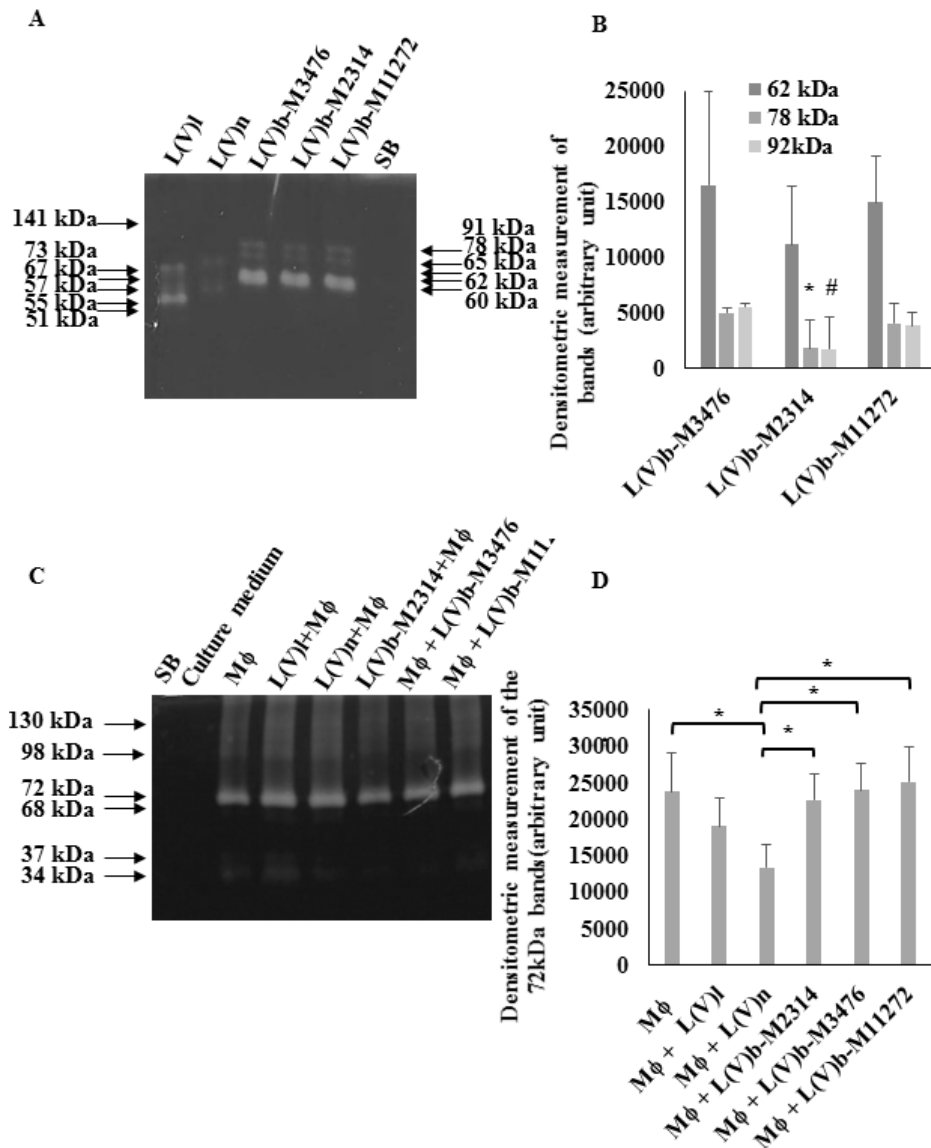 A
L(V)l
L(V)n
L(V)b-M3476
L(V)b-M2314
L(V)b-M11272
SB
141 kDa
73 kDa
67 kDa
57 kDa
55 kDa
51 kDa
91 kDa
78 kDa
65 kDa
62 kDa
60 kDa
B
Densitometric measurement of
bands (arbitrary unit)
25000
20000
15000
10000
5000
0
62 kDa
78 kDa
92kDa
*
#
L(V)b-M3476
L(V)b-M2314
L(V)b-M11272
C
SB
Culture medium
Mϕ
L(V)l+Mϕ
L(V)n+Mϕ
L(V)b-M2314+Mϕ
Mϕ + L(V)b-M3476
Mϕ + L(V)b-M11
130 kDa
98 kDa
72 kDa
68 kDa
37 kDa
34 kDa
D
Densitometric measurement of the
72kDa bands(arbitrary unit)
35000
30000
25000
20000
15000
10000
5000
0
*
*
*
*
Mϕ
Mϕ + L(V)l
Mϕ + L(V)n
Mϕ + L(V)b-M2314
Mϕ + L(V)b-M3476
Mϕ + L(V)b-M11272